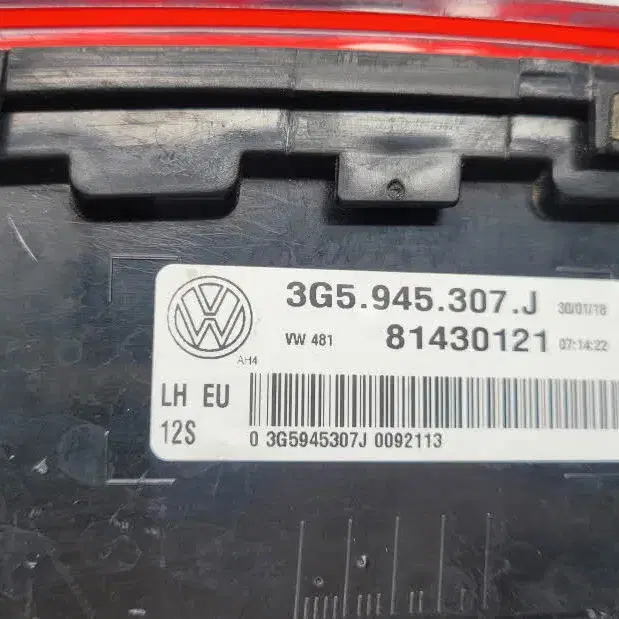 3G5.945.307.J 30/01/18
VW 481 81430121 07:14:22
AH4
LH EU
12S
0 3G5945307J 0092113